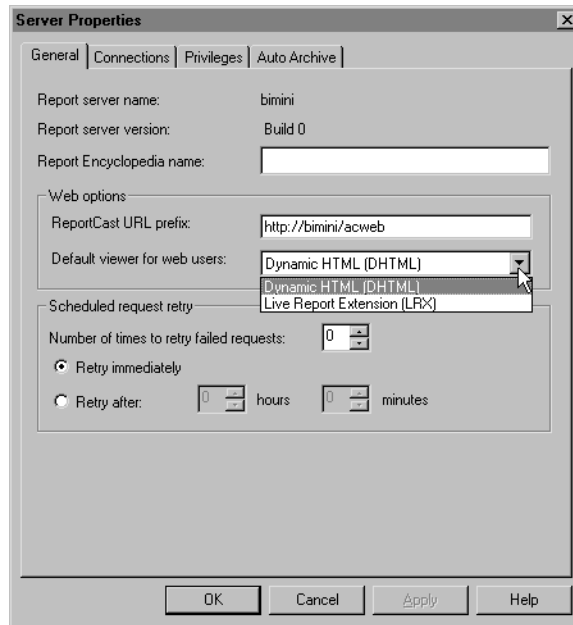 Server Properties
General Connections Privileges Auto Archive
Report server name: bimini
Report server version: Build 0
Report Encyclopedia name:
Web options
ReportCast URL prefix: http://bimini/acweb
Default viewer for web users: Dynamic HTML (DHTML)
Dynamic HTML (DHTML)
Live Report Extension (LRX)
Scheduled request retry
Number of times to retry failed requests: 0
Retry immediately
Retry after: 0 hours 0 minutes
OK Cancel Apply Help